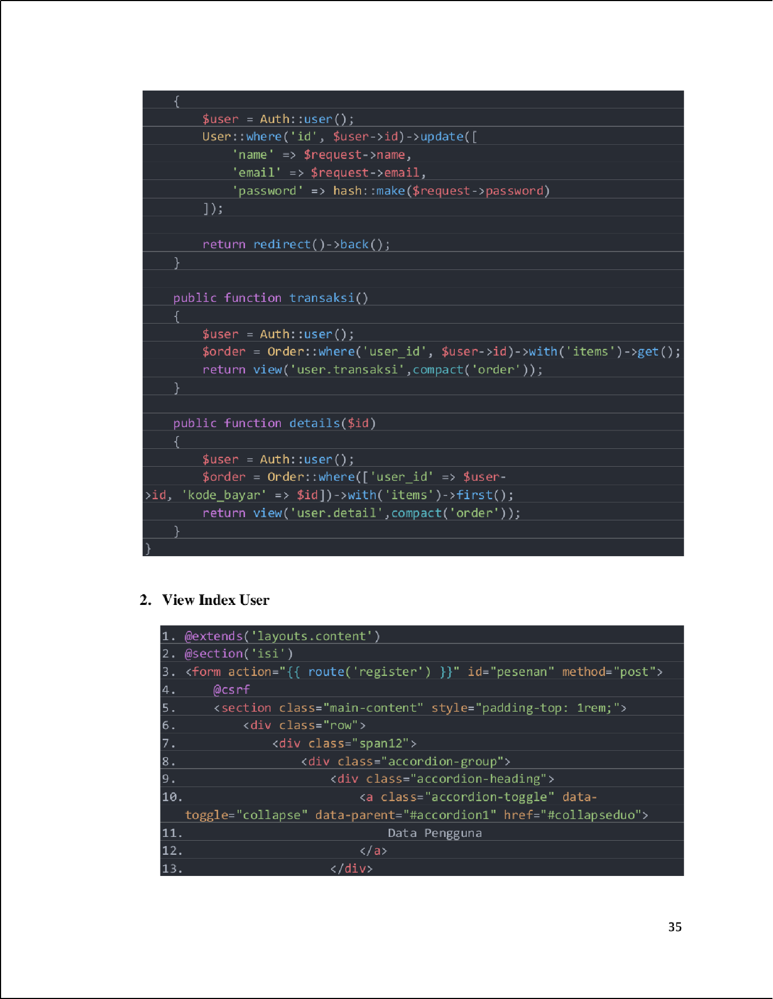 {
        $user = Auth::user();
        User::where('id', $user->id)->update([
            'name' => $request->name,
            'email' => $request->email,
            'password' => hash::make($request->password)
        ]);
        return redirect()->back();
    }
    public function transaksi()
    {
        $user = Auth::user();
        $order = Order::where('user_id', $user->id)->with('items')->get();
        return view('user.transaksi',compact('order'));
    }
    public function details($id)
    {
        $user = Auth::user();
        $order = Order::where(['user_id' => $user-
>id, 'kode_bayar' => $id])->with('items')->first();
        return view('user.detail',compact('order'));
    }
}
2. View Index User
1. @extends('layouts.content')
2. @section('isi')
3. <form action="{{ route('register') }}" id="pesenan" method="post">
4.     @csrf
5.     <section class="main-content" style="padding-top: 1rem;">
6.         <div class="row">
7.             <div class="span12">
8.                 <div class="accordion-group">
9.                     <div class="accordion-heading">
10.                         <a class="accordion-toggle" data-
toggle="collapse" data-parent="#accordion1" href="#collapseduo">
11.                             Data Pengguna
12.                         </a>
13.                     </div>
35